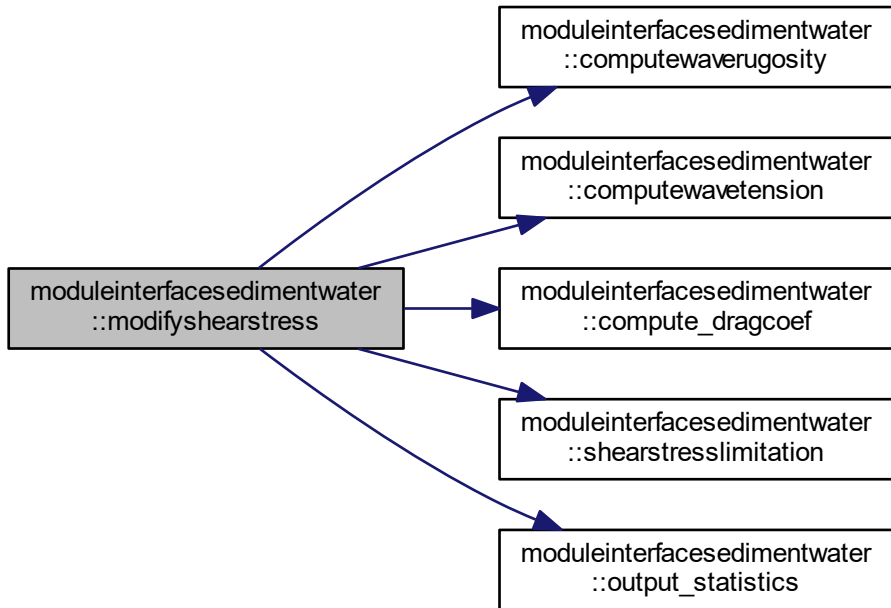 moduleinterfacesedimentwater
::modifyshearstress
moduleinterfacesedimentwater
::computewaverugosity
moduleinterfacesedimentwater
::computewavetension
moduleinterfacesedimentwater
::compute_dragcoef
moduleinterfacesedimentwater
::shearstresslimitation
moduleinterfacesedimentwater
::output_statistics